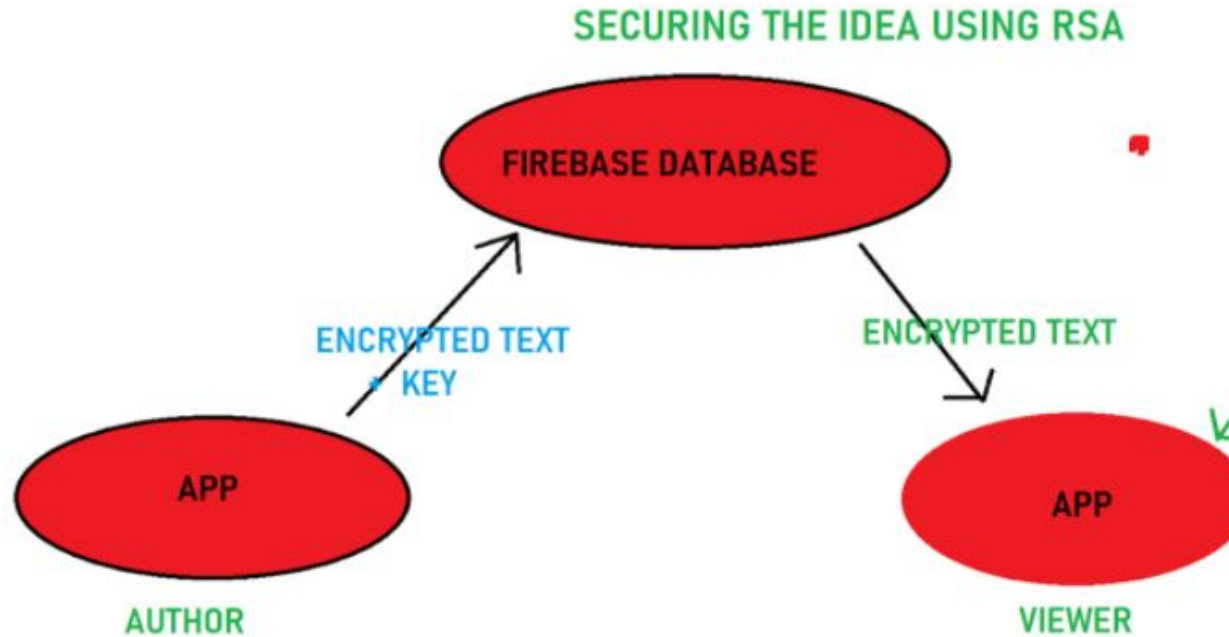 SECURING THE IDEA USING RSA
FIREBASE DATABASE
ENCRYPTED TEXT
KEY
ENCRYPTED TEXT
APP
APP
AUTHOR
VIEWER